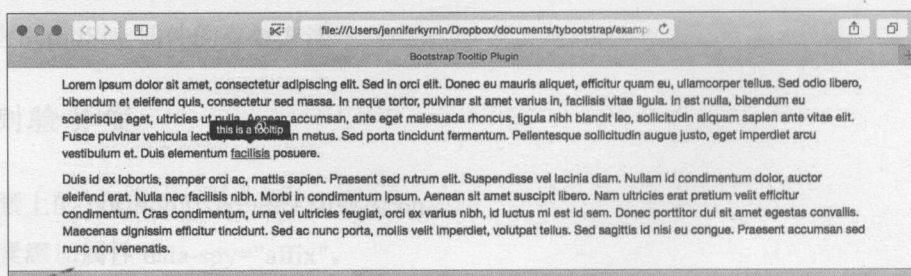 file:///Users/jenniferkyrnin/Dropbox/documents/tybootstrap/examp
Bootstrap Tooltip Plugin
Lorem ipsum dolor sit amet, consectetur adipiscing elit. Sed in orci elit. Donec eu mauris aliquet, efficitur quam eu, ullamcorper tellus. Sed odio libero,
bibendum et eleifend quis, consectetur sed massa. In neque tortor, pulvinar sit amet varius in, facilisis vitae ligula. In est nulla, bibendum eu
scelerisque eget, ultricies ut nulla. Aenean accumsan, ante eget malesuada rhoncus, ligula nibh blandit leo, sollicitudin aliquam sapien ante vitae elit.
this is a tooltip
Fusce pulvinar vehicula metus. Sed porta tincidunt fermentum. Pellentesque sollicitudin augue justo, eget imperdiet arcu
vestibulum et. Duis elementum facilisis posuere.
Duis id ex lobortis, semper orci ac, mattis sapien. Praesent sed rutrum elit. Suspendisse vel lacinia diam. Nullam id condimentum dolor, auctor
eleifend erat. Nulla nec facilisis nibh. Morbi in condimentum ipsum. Aenean sit amet suscipit libero. Nam ultricies erat pretium velit efficitur
condimentum. Cras condimentum, urna vel ultricies feugiat, orci ex varius nibh, id luctus mi est id sem. Donec porttitor dui sit amet egestas convallis.
Maecenas dignissim efficitur tincidunt. Sed ac nunc porta, mollis velit imperdiet, volutpat tellus. Sed sagittis id nisi eu congue. Praesent accumsan sed
nunc non venenatis.